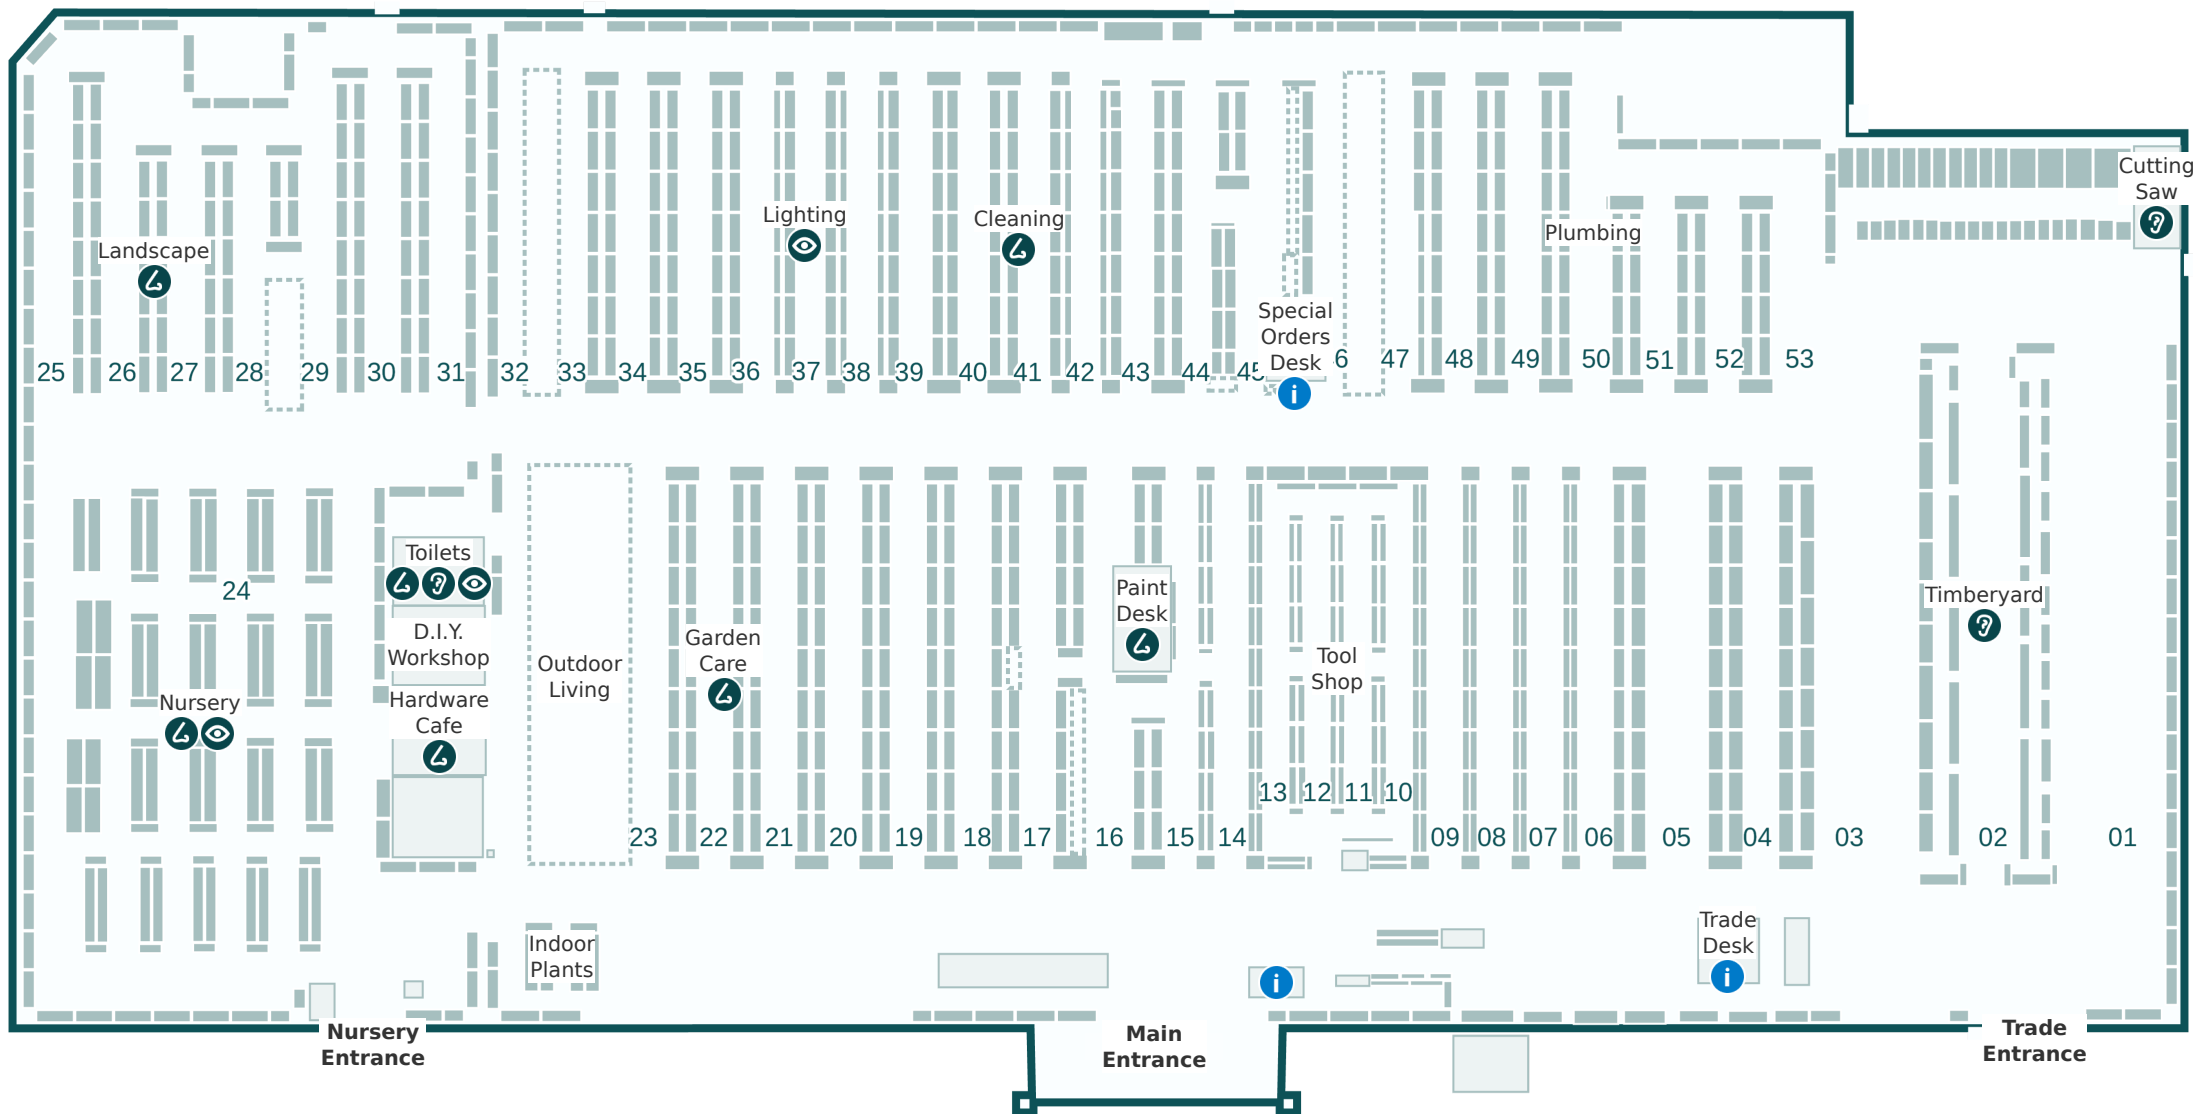 Cutting
Saw
Lighting
Cleaning
Plumbing
Landscape
Special
Orders
Desk
25 26 27 28 29 30 31 32 33 34 35 36 37 38 39 40 41 42 43 44 45 6 47 48 49 50 51 52 53
i
Toilets
24
Paint
Desk
Timberyard
D.I.Y.
Workshop
Garden
Care
Outdoor
Living
Tool
Shop
Nursery
Hardware
Cafe
13 12 11 10
23 22 21 20 19 18 17 16 15 14 09 08 07 06 05 04 03 02 01
Indoor
Plants
Trade
Desk
i
i
Nursery
Entrance
Main
Entrance
Trade
Entrance